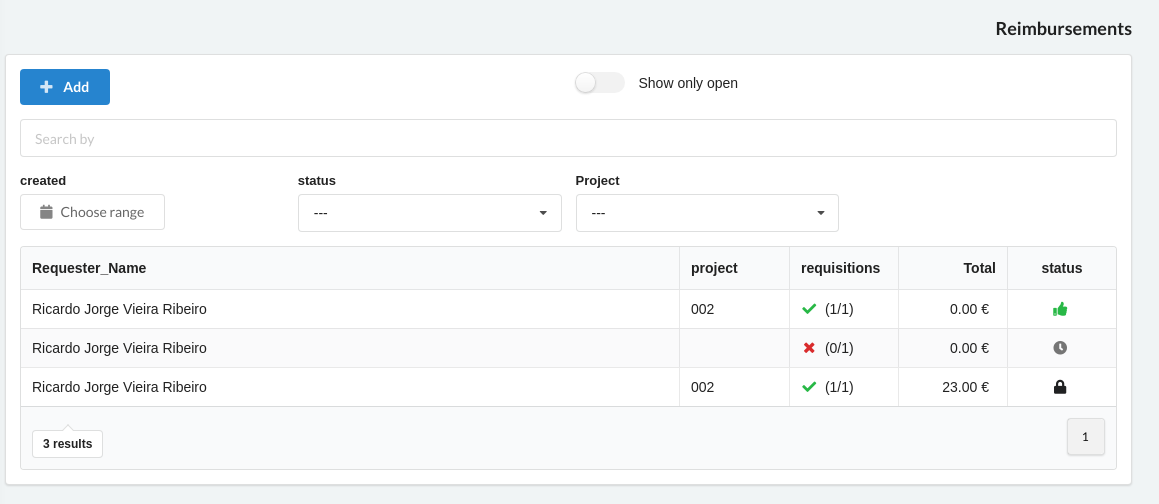 Reimbursements
Add
Show only open
Search by
created
status
Project
Choose range
---
---
Requester_Name project requisitions Total status
Ricardo Jorge Vieira Ribeiro 002 (1/1) 0.00 €
Ricardo Jorge Vieira Ribeiro (0/1) 0.00 €
Ricardo Jorge Vieira Ribeiro 002 (1/1) 23.00 €
3 results
1